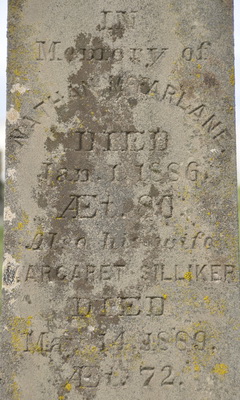 IN
Memory of
NATHAN McFARLANE
DIED
Jan. 1. 1886.
Æt. 80.
Also his wife
MARGARET SILLIKER
DIED
14. 1869.
Æt. 72.